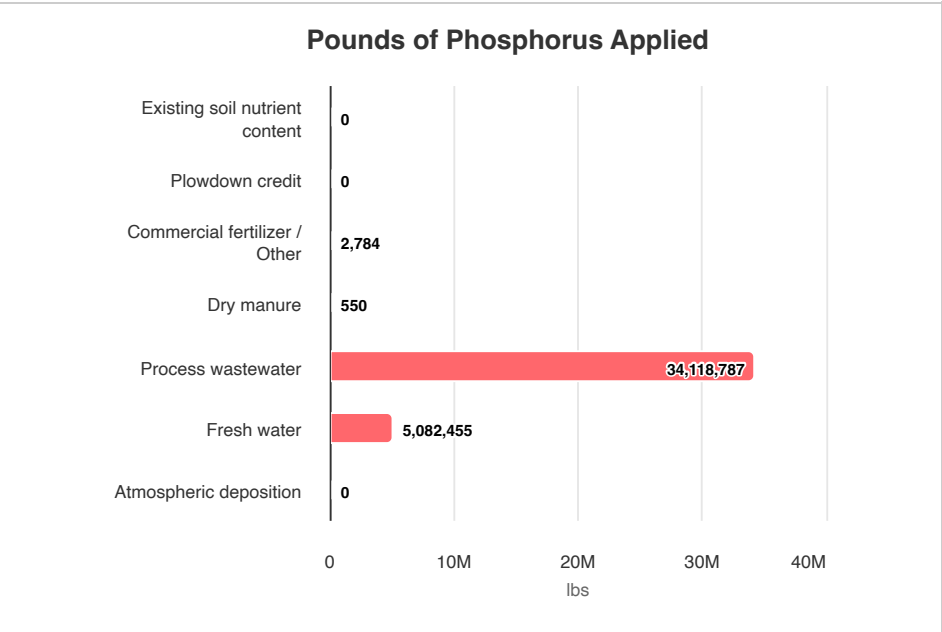 Pounds of Phosphorus Applied
Existing soil nutrient
content
0
Plowdown credit
0
Commercial fertilizer /
Other
2,784
Dry manure
550
Process wastewater
34,118,787
Fresh water
5,082,455
Atmospheric deposition
0
0 10M 20M 30M 40M
lbs